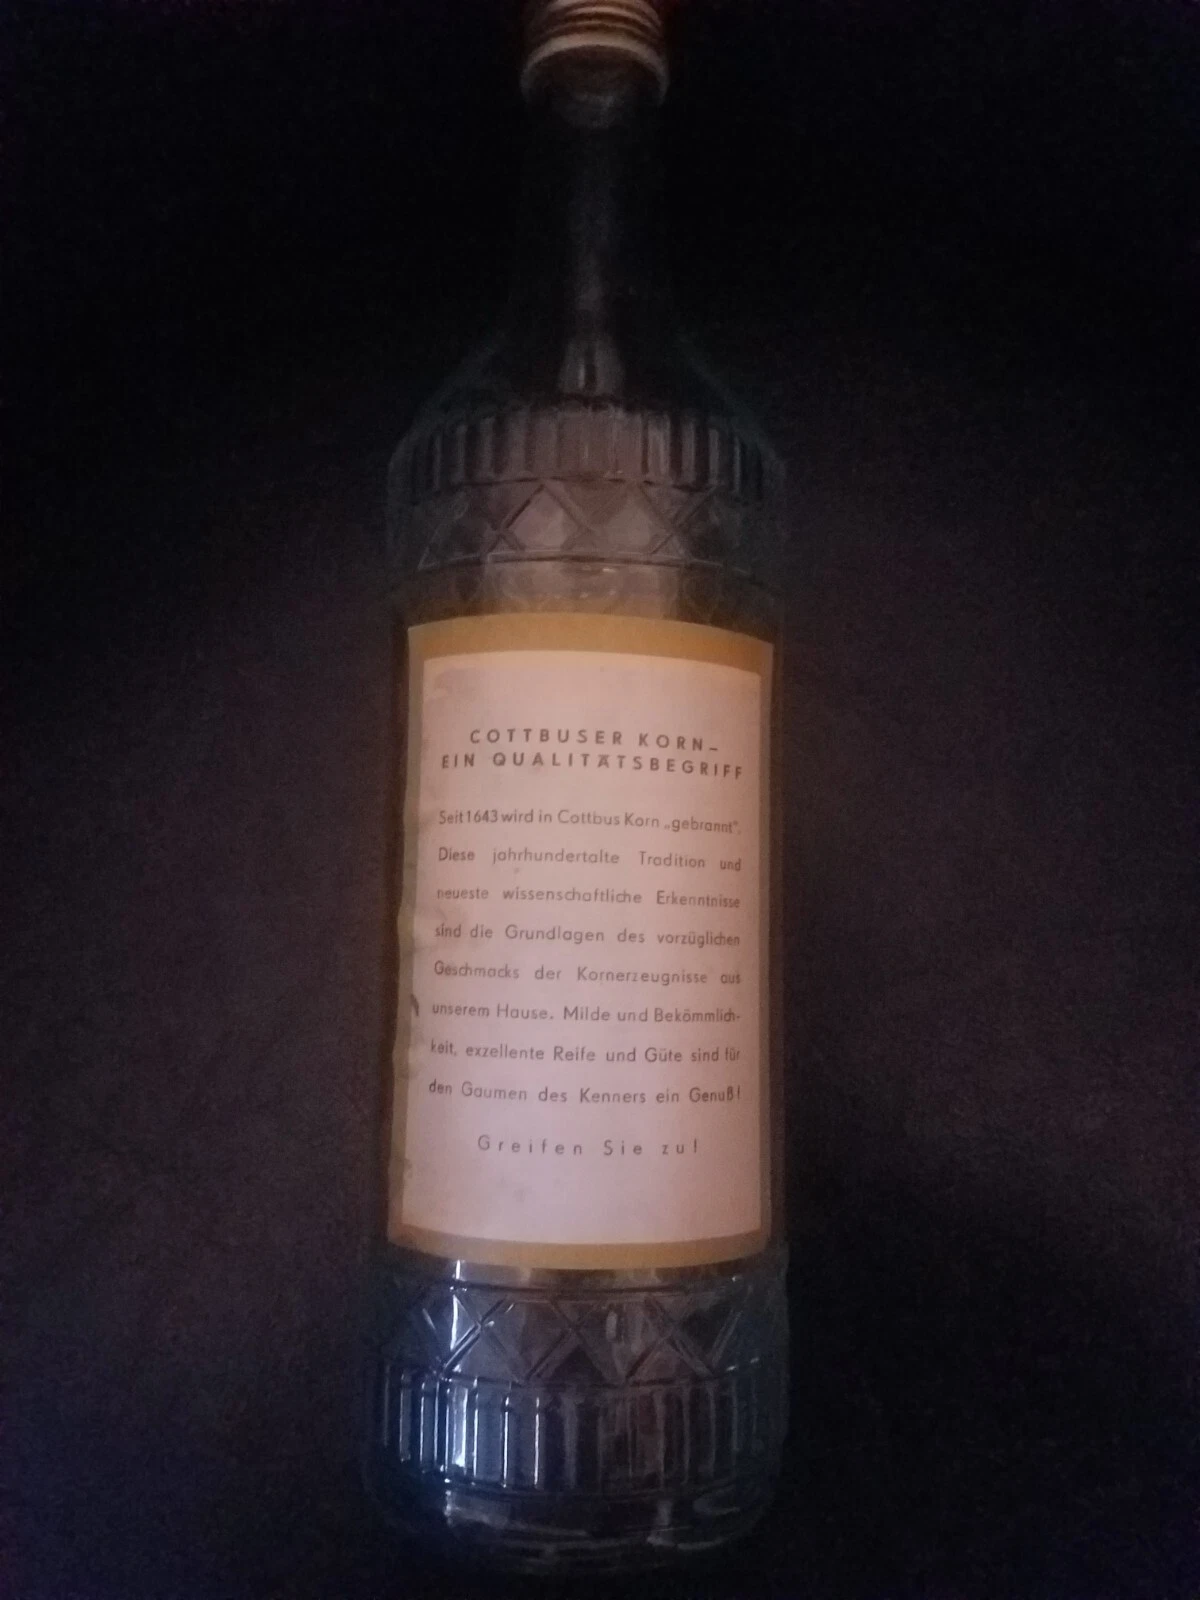 COTTBUSER KORN–
EIN QUALITÄTSBEGRIFF
Seit 1643 wird in Cottbus Korn „gebrannt“.
Diese jahrhundertalte Tradition und
neueste wissenschaftliche Erkenntnisse
sind die Grundlagen des vorzüglichen
Geschmacks der Kornerzeugnisse aus
unserem Hause. Milde und Bekömmlich-
keit, exzellente Reife und Güte sind für
den Gaumen des Kenners ein Genuß!
Greifen Sie zu!